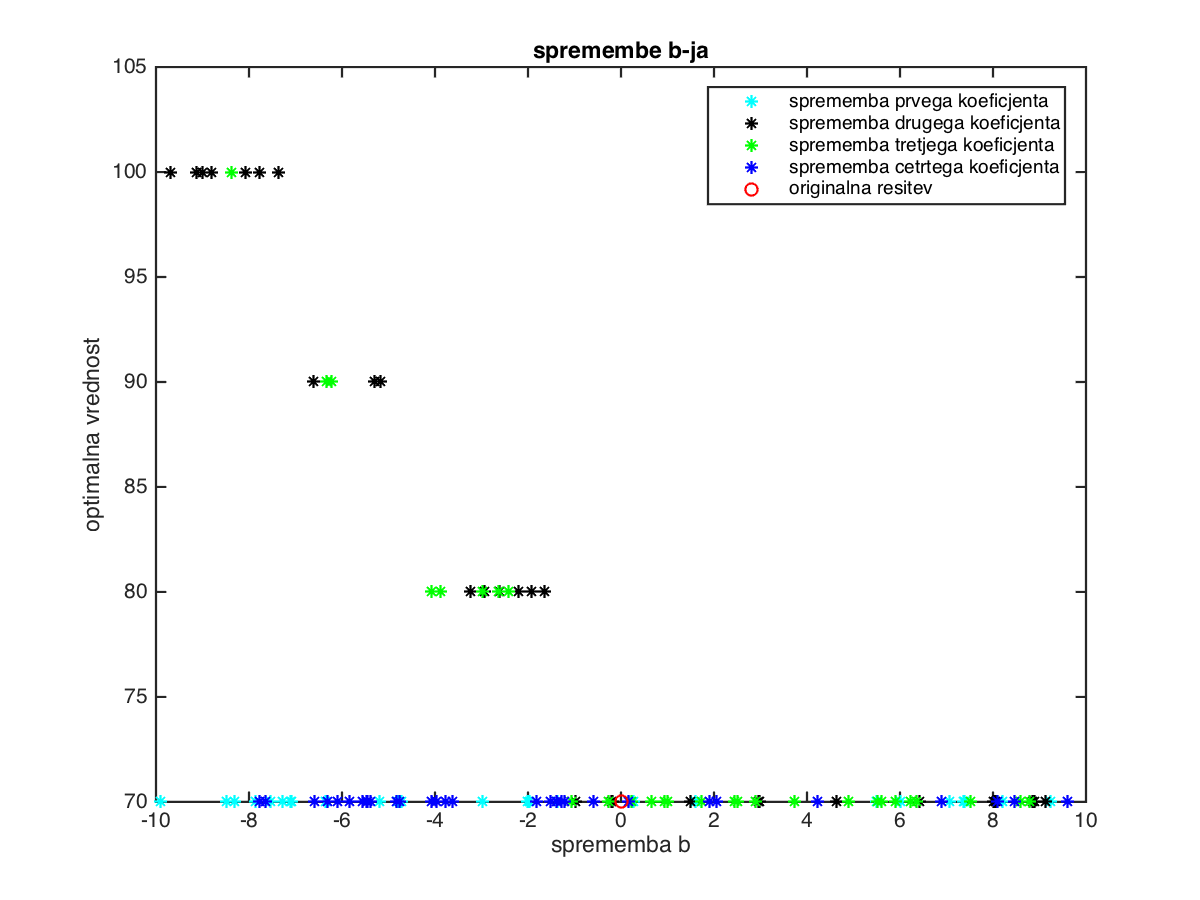 spremembe b-ja
105
100
95
90
85
80
75
70
optimalna vrednost
sprememba prvega koeficjenta
sprememba drugega koeficjenta
sprememba tretjega koeficjenta
sprememba cetrtega koeficjenta
originalna resitev
-10 -8 -6 -4 -2 0 2 4 6 8 10
sprememba b